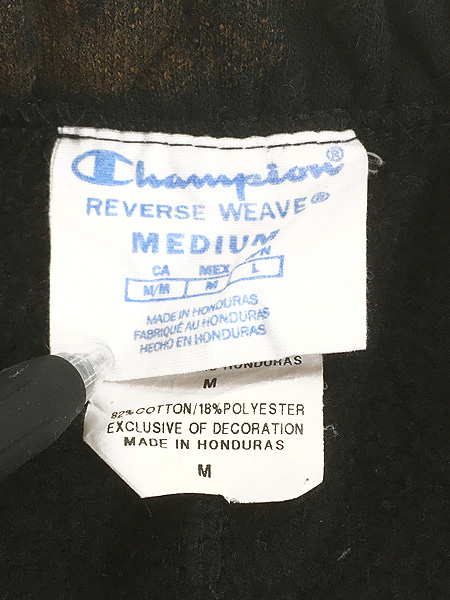 Champion®
REVERSE WEAVE®
MEDIUM
CA MEX N
M/M M L
MADE IN HONDURAS
FABRIQUÉ AU HONDURAS
HECHO EN HONDURAS
HONDURAS
M
82% COTTON/18% POLYESTER
EXCLUSIVE OF DECORATION
MADE IN HONDURAS
M